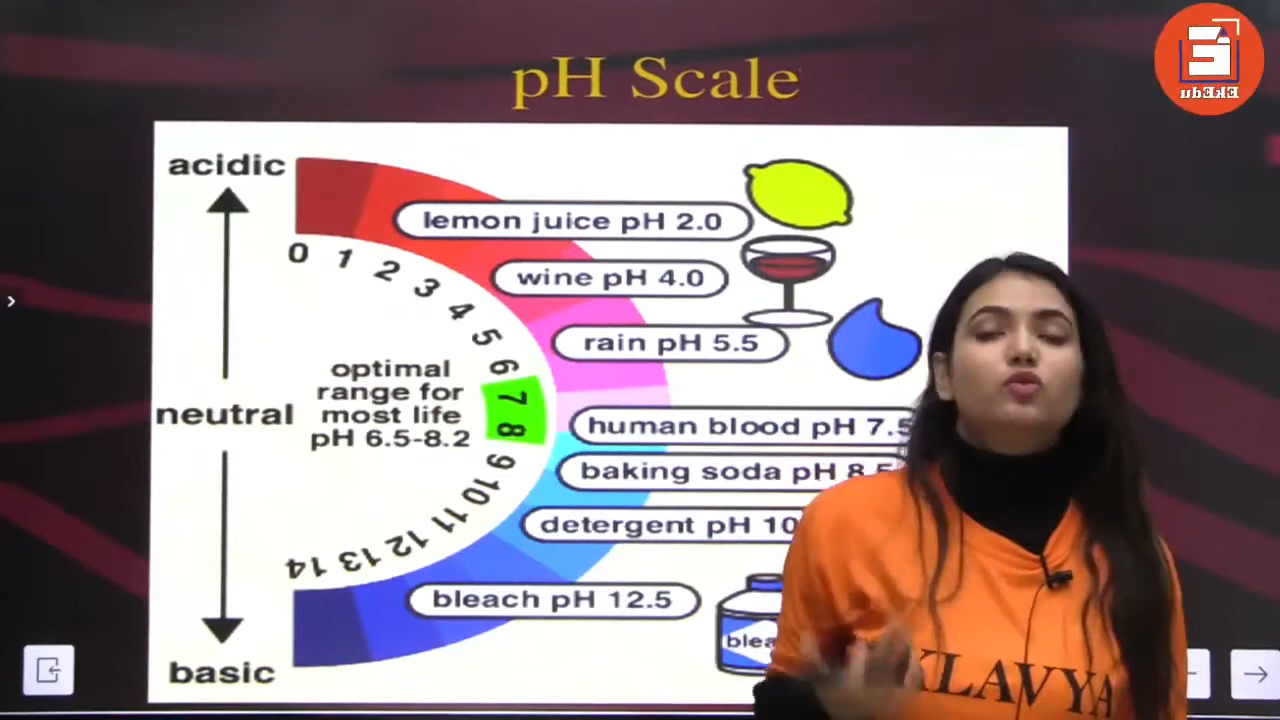 pH Scale
EkEdu
acidic
lemon juice pH 2.0
0 1 2 3 4 5 6 7 8 9 10 11 12 13 14
wine pH 4.0
rain pH 5.5
optimal
range for
most life
pH 6.5-8.2
neutral
human blood pH 7.5
baking soda pH 8.5
detergent pH 10
bleach pH 12.5
basic
KLAVYA